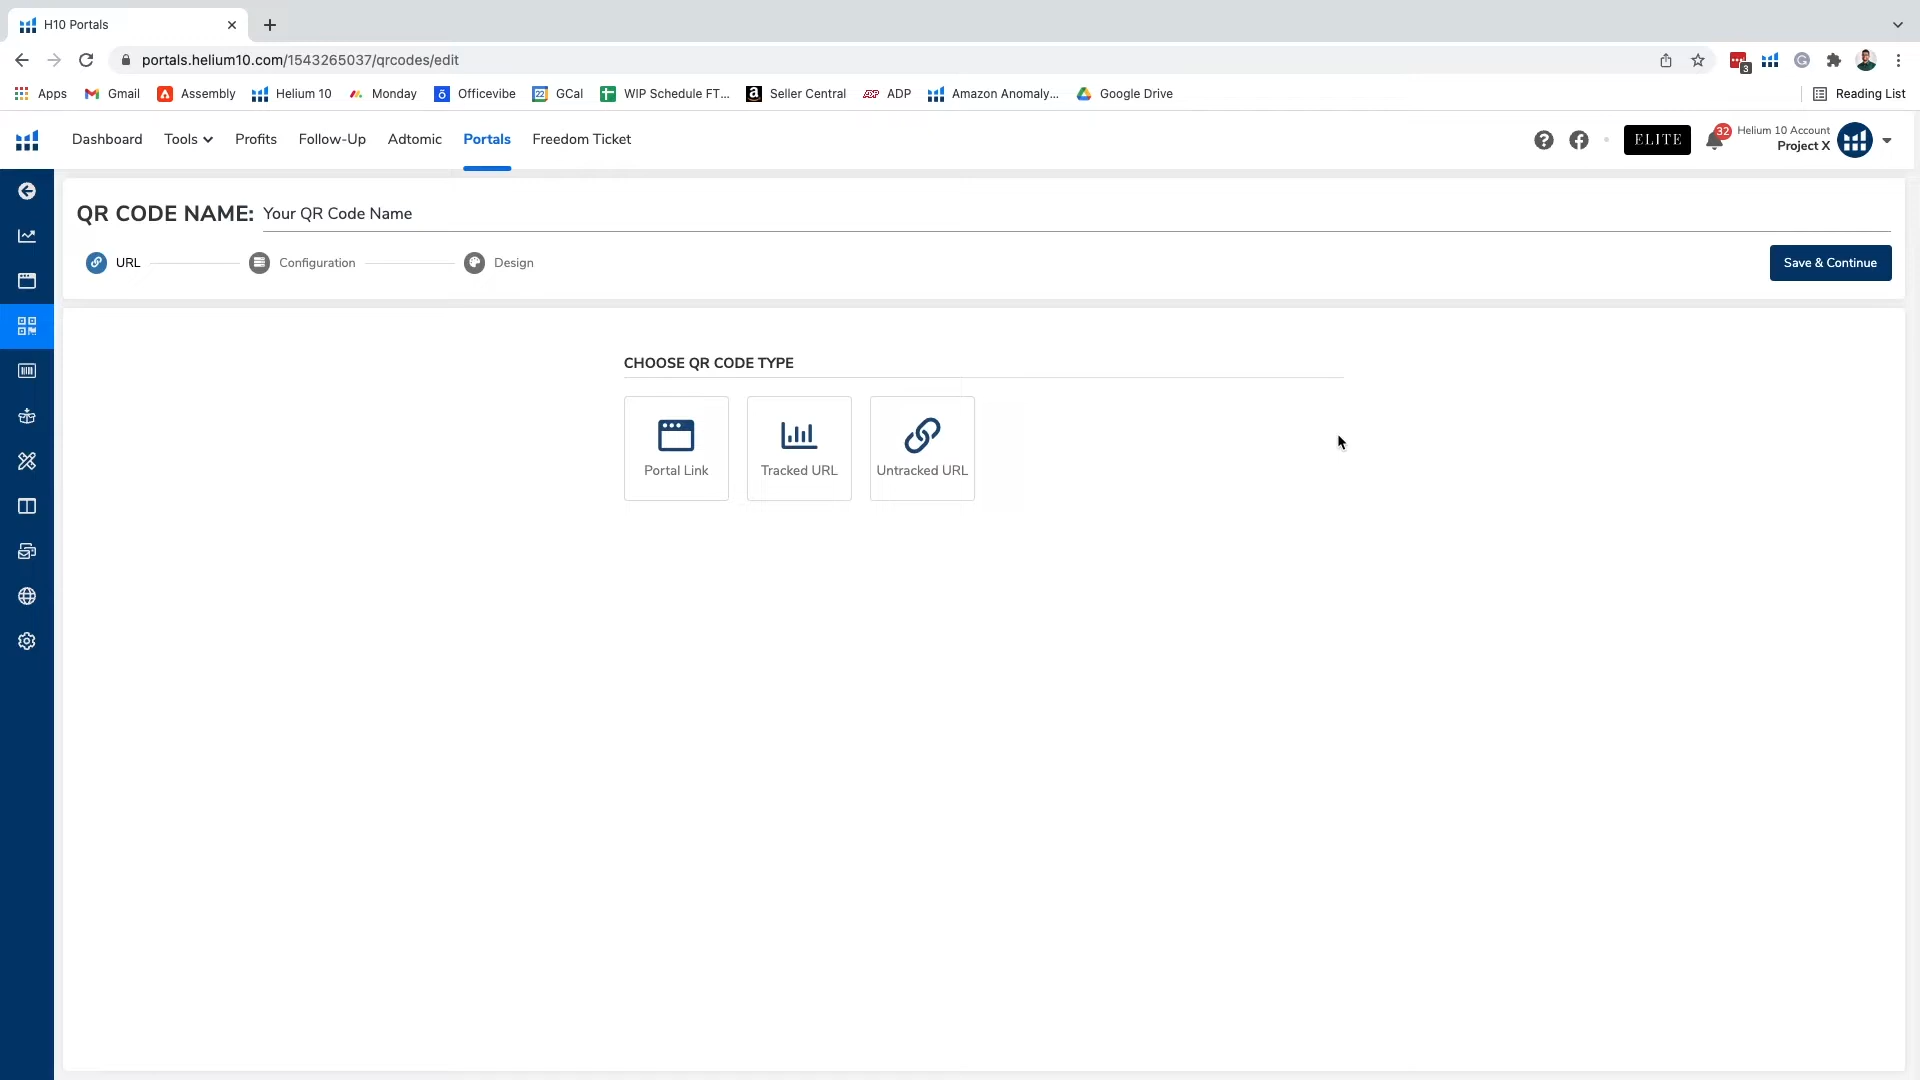 H10 Portals
portals.helium10.com/1543265037/qrcodes/edit
3
Apps Gmail Assembly Helium 10 Monday Officevibe 22 GCal WIP Schedule FT... a Seller Central ADP Amazon Anomaly... Google Drive Reading List
Dashboard Tools Profits Follow-Up Adtomic Portals Freedom Ticket ELITE 32 Helium 10 Account
Project X
QR CODE NAME: Your QR Code Name
URL Configuration Design Save & Continue
CHOOSE QR CODE TYPE
Portal Link Tracked URL Untracked URL